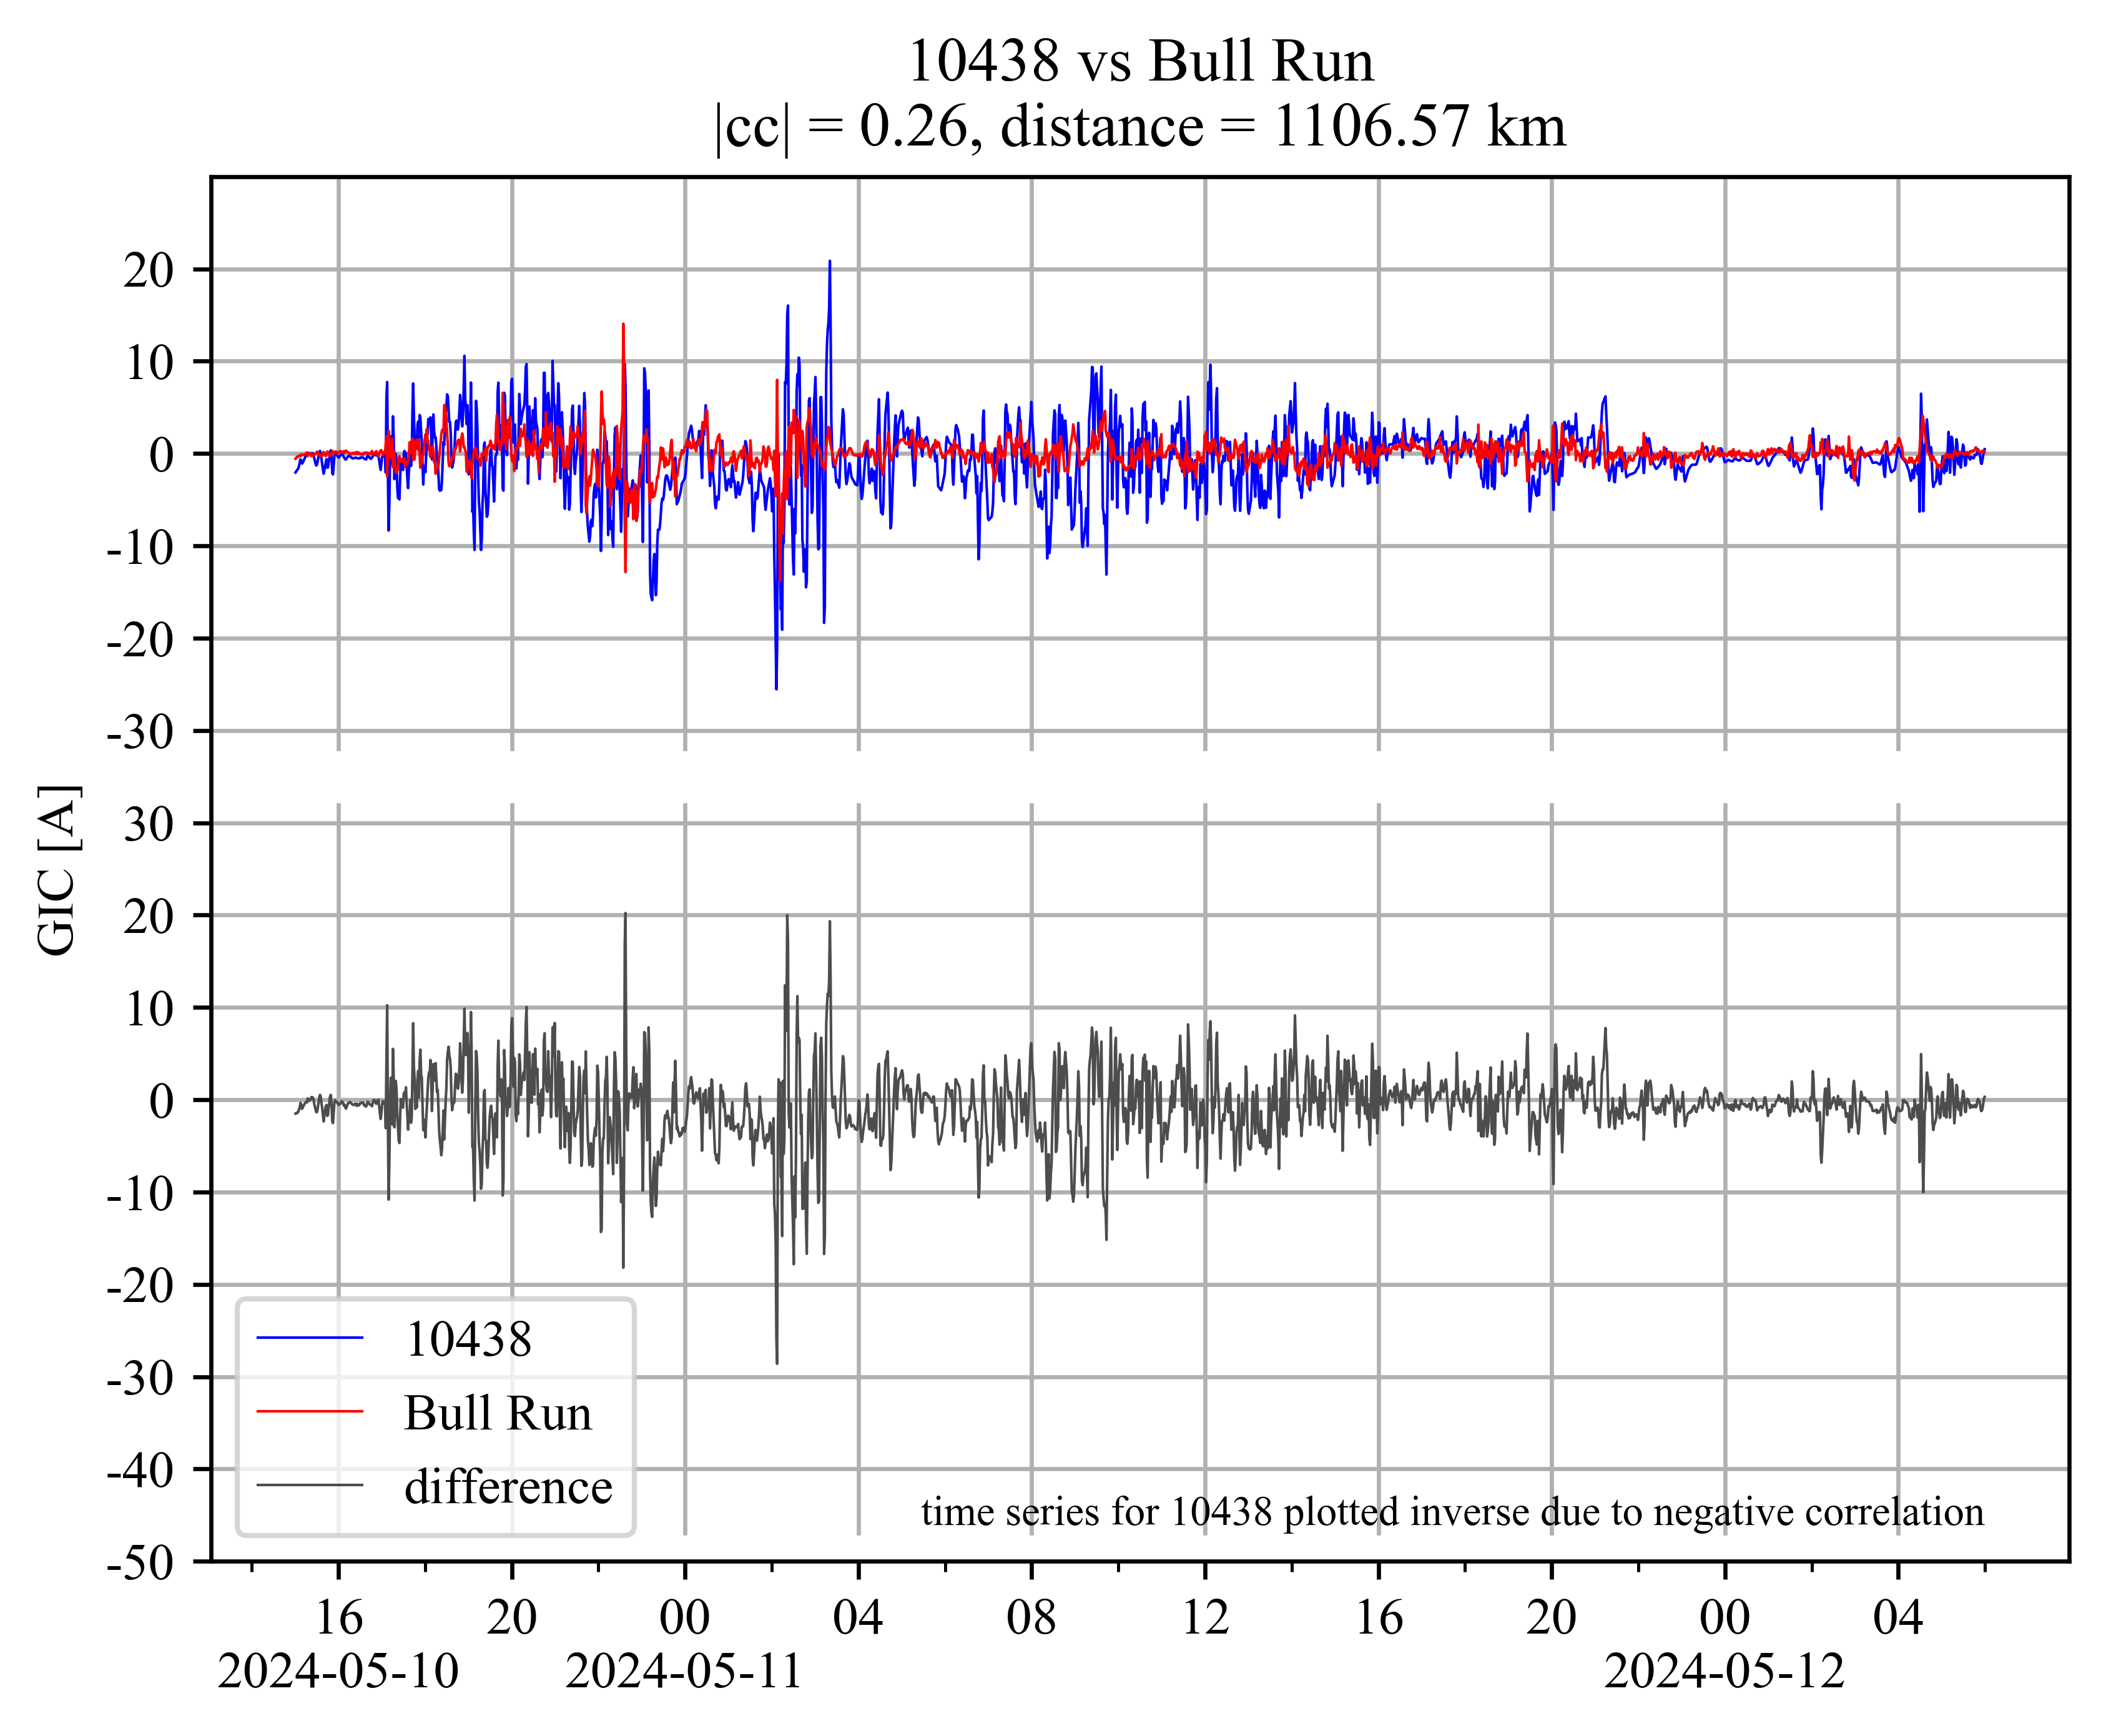 10438 vs Bull Run
|cc| = 0.26, distance = 1106.57 km
20
10
0
-10
-20
-30
30
20
10
0
-10
-20
-30
-40
-50
GIC [A]
10438
Bull Run
difference
time series for 10438 plotted inverse due to negative correlation
16 20 00 04 08 12 16 20 00 04
2024-05-10 2024-05-11 2024-05-12